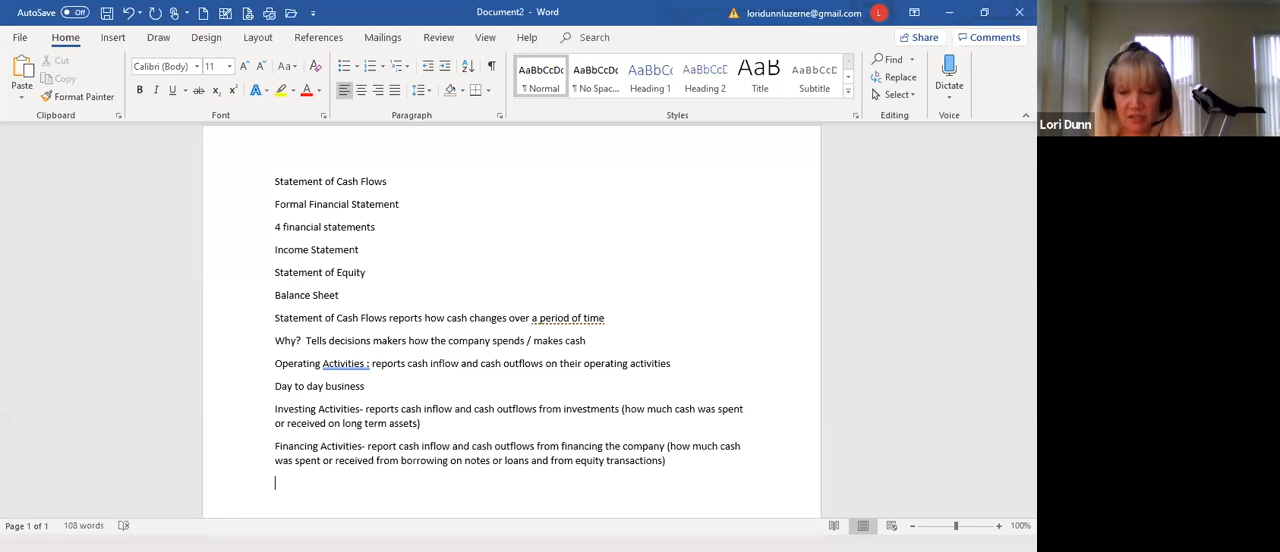 AutoSave Off
Document2 - Word
loridunnluzerne@gmail.com L
File Home Insert Draw Design Layout References Mailings Review View Help Search Share Comments
Paste
Cut
Copy
Format Painter
Calibri (Body) 11
AaBbCcDc AaBbCcDc AaBbCc AaBbCcD AaB AaBbCcD
¶ Normal ¶ No Spac... Heading 1 Heading 2 Title Subtitle
Find
Replace
Select
Dictate
Clipboard Font Paragraph Styles Editing Voice
Lori Dunn
Statement of Cash Flows
Formal Financial Statement
4 financial statements
Income Statement
Statement of Equity
Balance Sheet
Statement of Cash Flows reports how cash changes over a period of time
Why? Tells decisions makers how the company spends / makes cash
Operating Activities : reports cash inflow and cash outflows on their operating activities
Day to day business
Investing Activities- reports cash inflow and cash outflows from investments (how much cash was spent
or received on long term assets)
Financing Activities- report cash inflow and cash outflows from financing the company (how much cash
was spent or received from borrowing on notes or loans and from equity transactions)
Page 1 of 1 108 words 100%